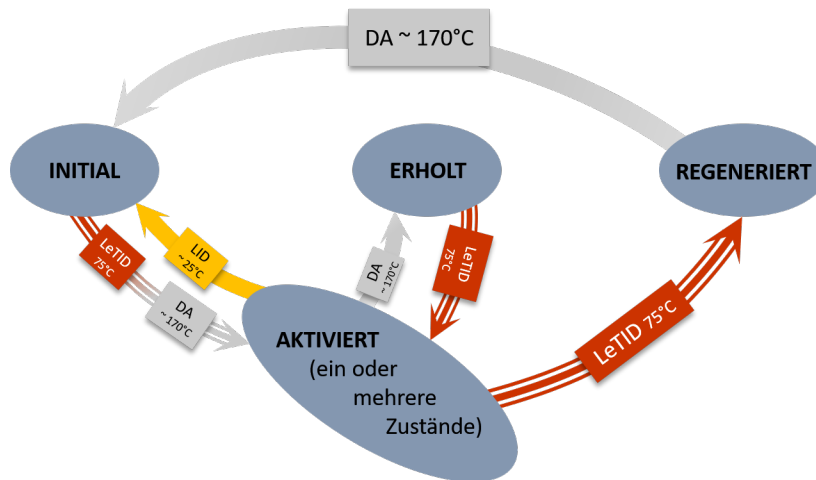 DA ~ 170°C
INITIAL
ERHOLT
REGENERIERT
LeTID
75°C
LID
~ 25°C
DA
~ 170°C
DA
~ 170°C
LeTID
75°C
AKTIVIERT
(ein oder
mehrere
Zustände)
LeTID 75°C